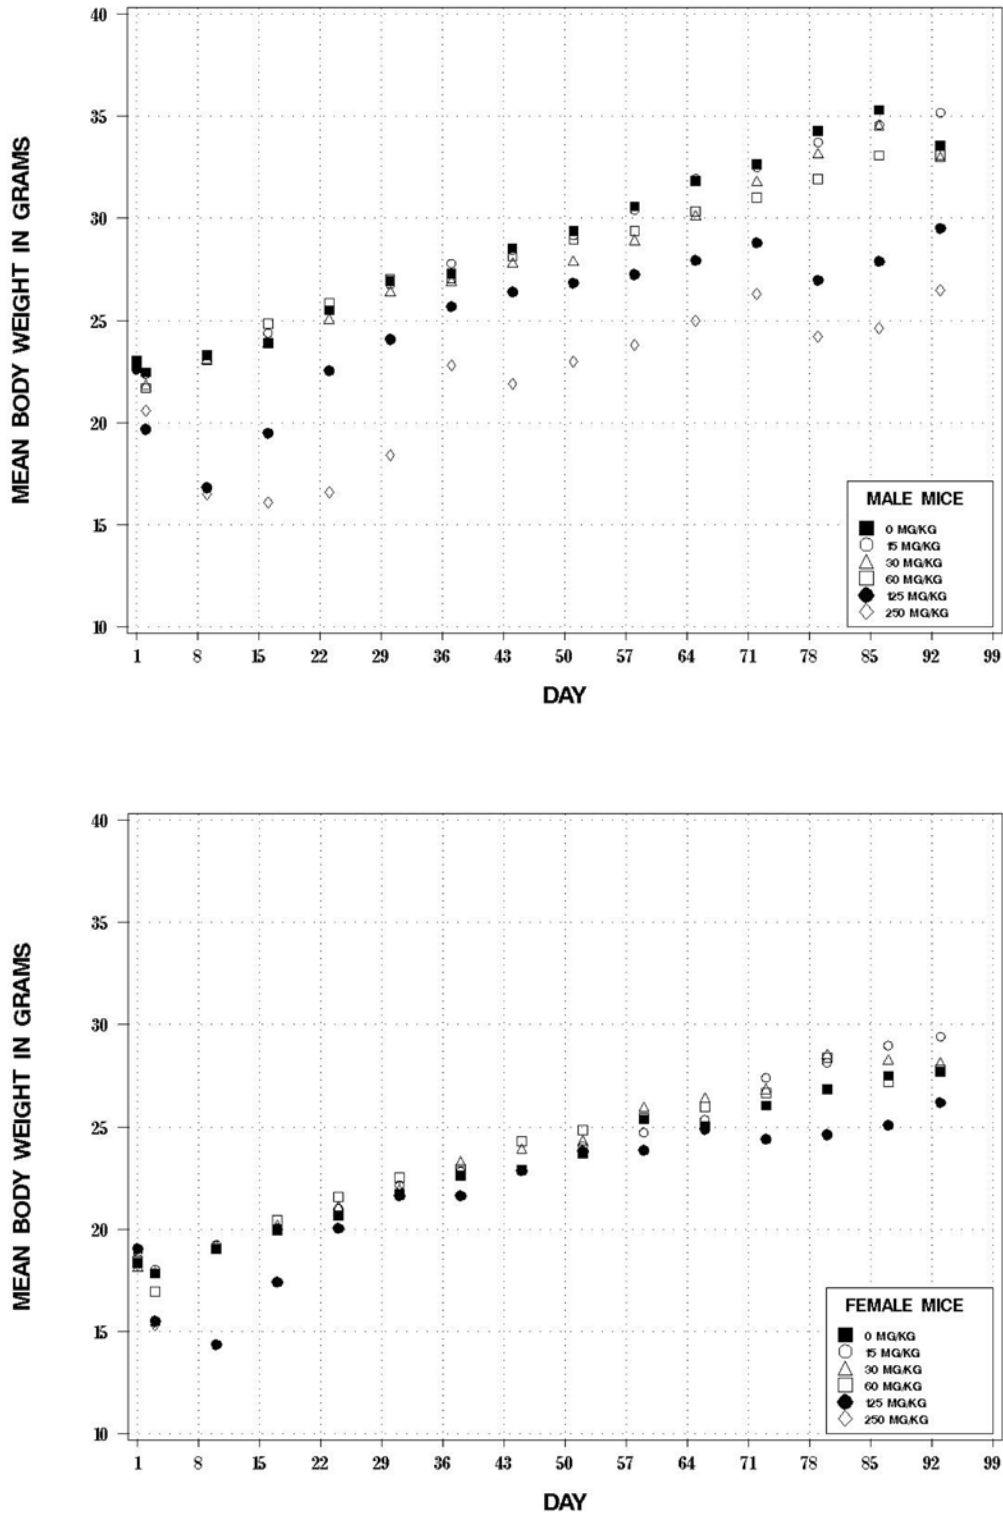 MEAN BODY WEIGHT IN GRAMS
40
35
30
25
20
15
10
MALE MICE
0 MG/KG
15 MG/KG
30 MG/KG
60 MG/KG
125 MG/KG
250 MG/KG
1 8 15 22 29 36 43 50 57 64 71 78 85 92 99
DAY
MEAN BODY WEIGHT IN GRAMS
40
35
30
25
20
15
10
FEMALE MICE
0 MG/KG
15 MG/KG
30 MG/KG
60 MG/KG
125 MG/KG
250 MG/KG
1 8 15 22 29 36 43 50 57 64 71 78 85 92 99
DAY